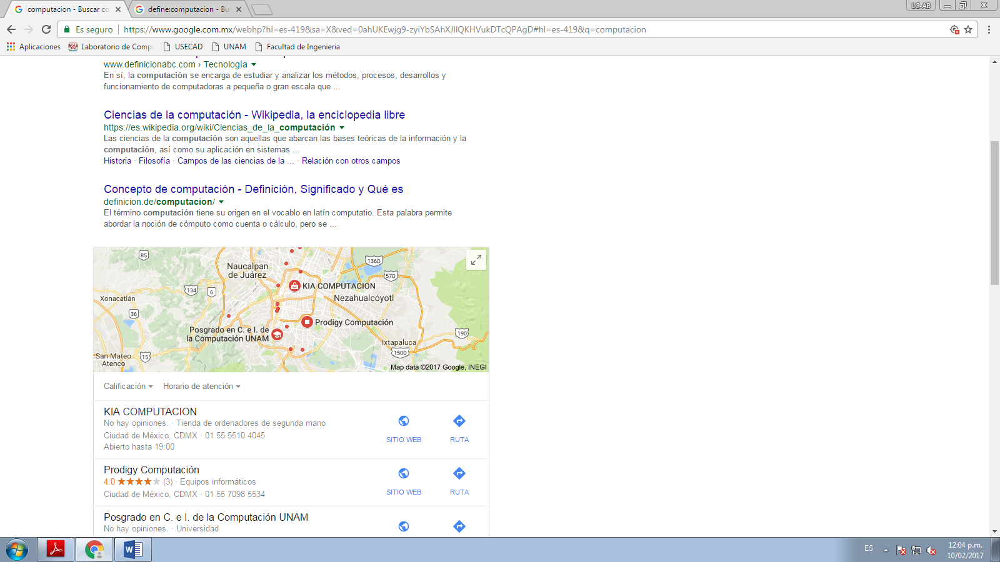 computacion - Buscar co
define:computacion - Bu
LC-AB
Es seguro
https://www.google.com.mx/webhp?hl=es-419&sa=X&ved=0ahUKEwjg9-zyiYbSAhXJIlQKHVukDTcQPAgD#hl=es-419&q=computacion
Aplicaciones
Laboratorio de Compu
USECAD
UNAM
Facultad de Ingenieria
www.definicionabc.com › Tecnología
En sí, la computación se encarga de estudiar y analizar los métodos, procesos, desarrollos y
funcionamiento de computadoras a pequeña o gran escala que ...
Ciencias de la computación - Wikipedia, la enciclopedia libre
https://es.wikipedia.org/wiki/Ciencias_de_la_computación
Las ciencias de la computación son aquellas que abarcan las bases teóricas de la información y la
computación, así como su aplicación en sistemas ...
Historia · Filosofía · Campos de las ciencias de la ... · Relación con otros campos
Concepto de computación - Definición, Significado y Qué es
definicion.de/computacion/
El término computación tiene su origen en el vocablo en latín computatio. Esta palabra permite
abordar la noción de cómputo como cuenta o cálculo, pero se ...
85
136D
Naucalpan
de Juárez
57D
134
6
KIA COMPUTACION
Xonacatlán
Nezahualcóyotl
36
Prodigy Computación
Posgrado en C. e I. de
la Computación UNAM
190
Ixtapaluca
150D
San Mateo
Atenco
15
Map data ©2017 Google, INEGI
Calificación
Horario de atención
KIA COMPUTACION
No hay opiniones. · Tienda de ordenadores de segunda mano
Ciudad de México, CDMX · 01 55 5510 4045
Abierto hasta 19:00
SITIO WEB
RUTA
Prodigy Computación
4.0 ★★★★★ (3) · Equipos informáticos
Ciudad de México, CDMX · 01 55 7098 5534
SITIO WEB
RUTA
Posgrado en C. e I. de la Computación UNAM
No hay opiniones. · Universidad
ES
12:04 p.m.
10/02/2017